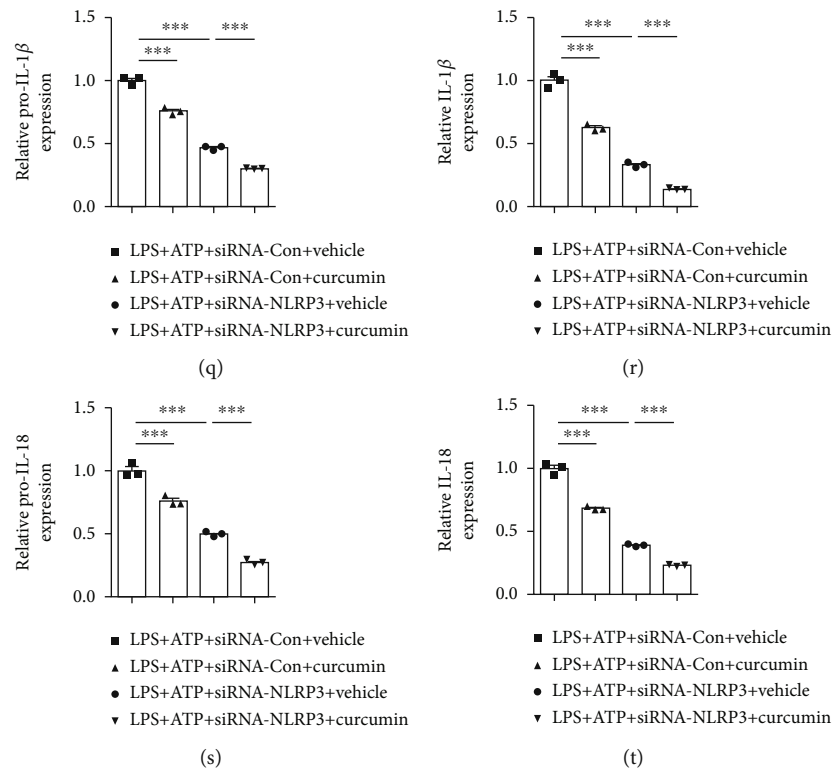 Relative pro-IL-1β
expression
1.5
1.0
0.5
0.0
***
***
***
■ LPS+ATP+siRNA-Con+vehicle
▲ LPS+ATP+siRNA-Con+curcumin
● LPS+ATP+siRNA-NLRP3+vehicle
▼ LPS+ATP+siRNA-NLRP3+curcumin
(q)
Relative IL-1β
expression
1.5
1.0
0.5
0.0
***
***
***
■ LPS+ATP+siRNA-Con+vehicle
▲ LPS+ATP+siRNA-Con+curcumin
● LPS+ATP+siRNA-NLRP3+vehicle
▼ LPS+ATP+siRNA-NLRP3+curcumin
(r)
Relative pro-IL-18
expression
1.5
1.0
0.5
0.0
***
***
***
■ LPS+ATP+siRNA-Con+vehicle
▲ LPS+ATP+siRNA-Con+curcumin
● LPS+ATP+siRNA-NLRP3+vehicle
▼ LPS+ATP+siRNA-NLRP3+curcumin
(s)
Relative IL-18
expression
1.5
1.0
0.5
0.0
***
***
***
■ LPS+ATP+siRNA-Con+vehicle
▲ LPS+ATP+siRNA-Con+curcumin
● LPS+ATP+siRNA-NLRP3+vehicle
▼ LPS+ATP+siRNA-NLRP3+curcumin
(t)